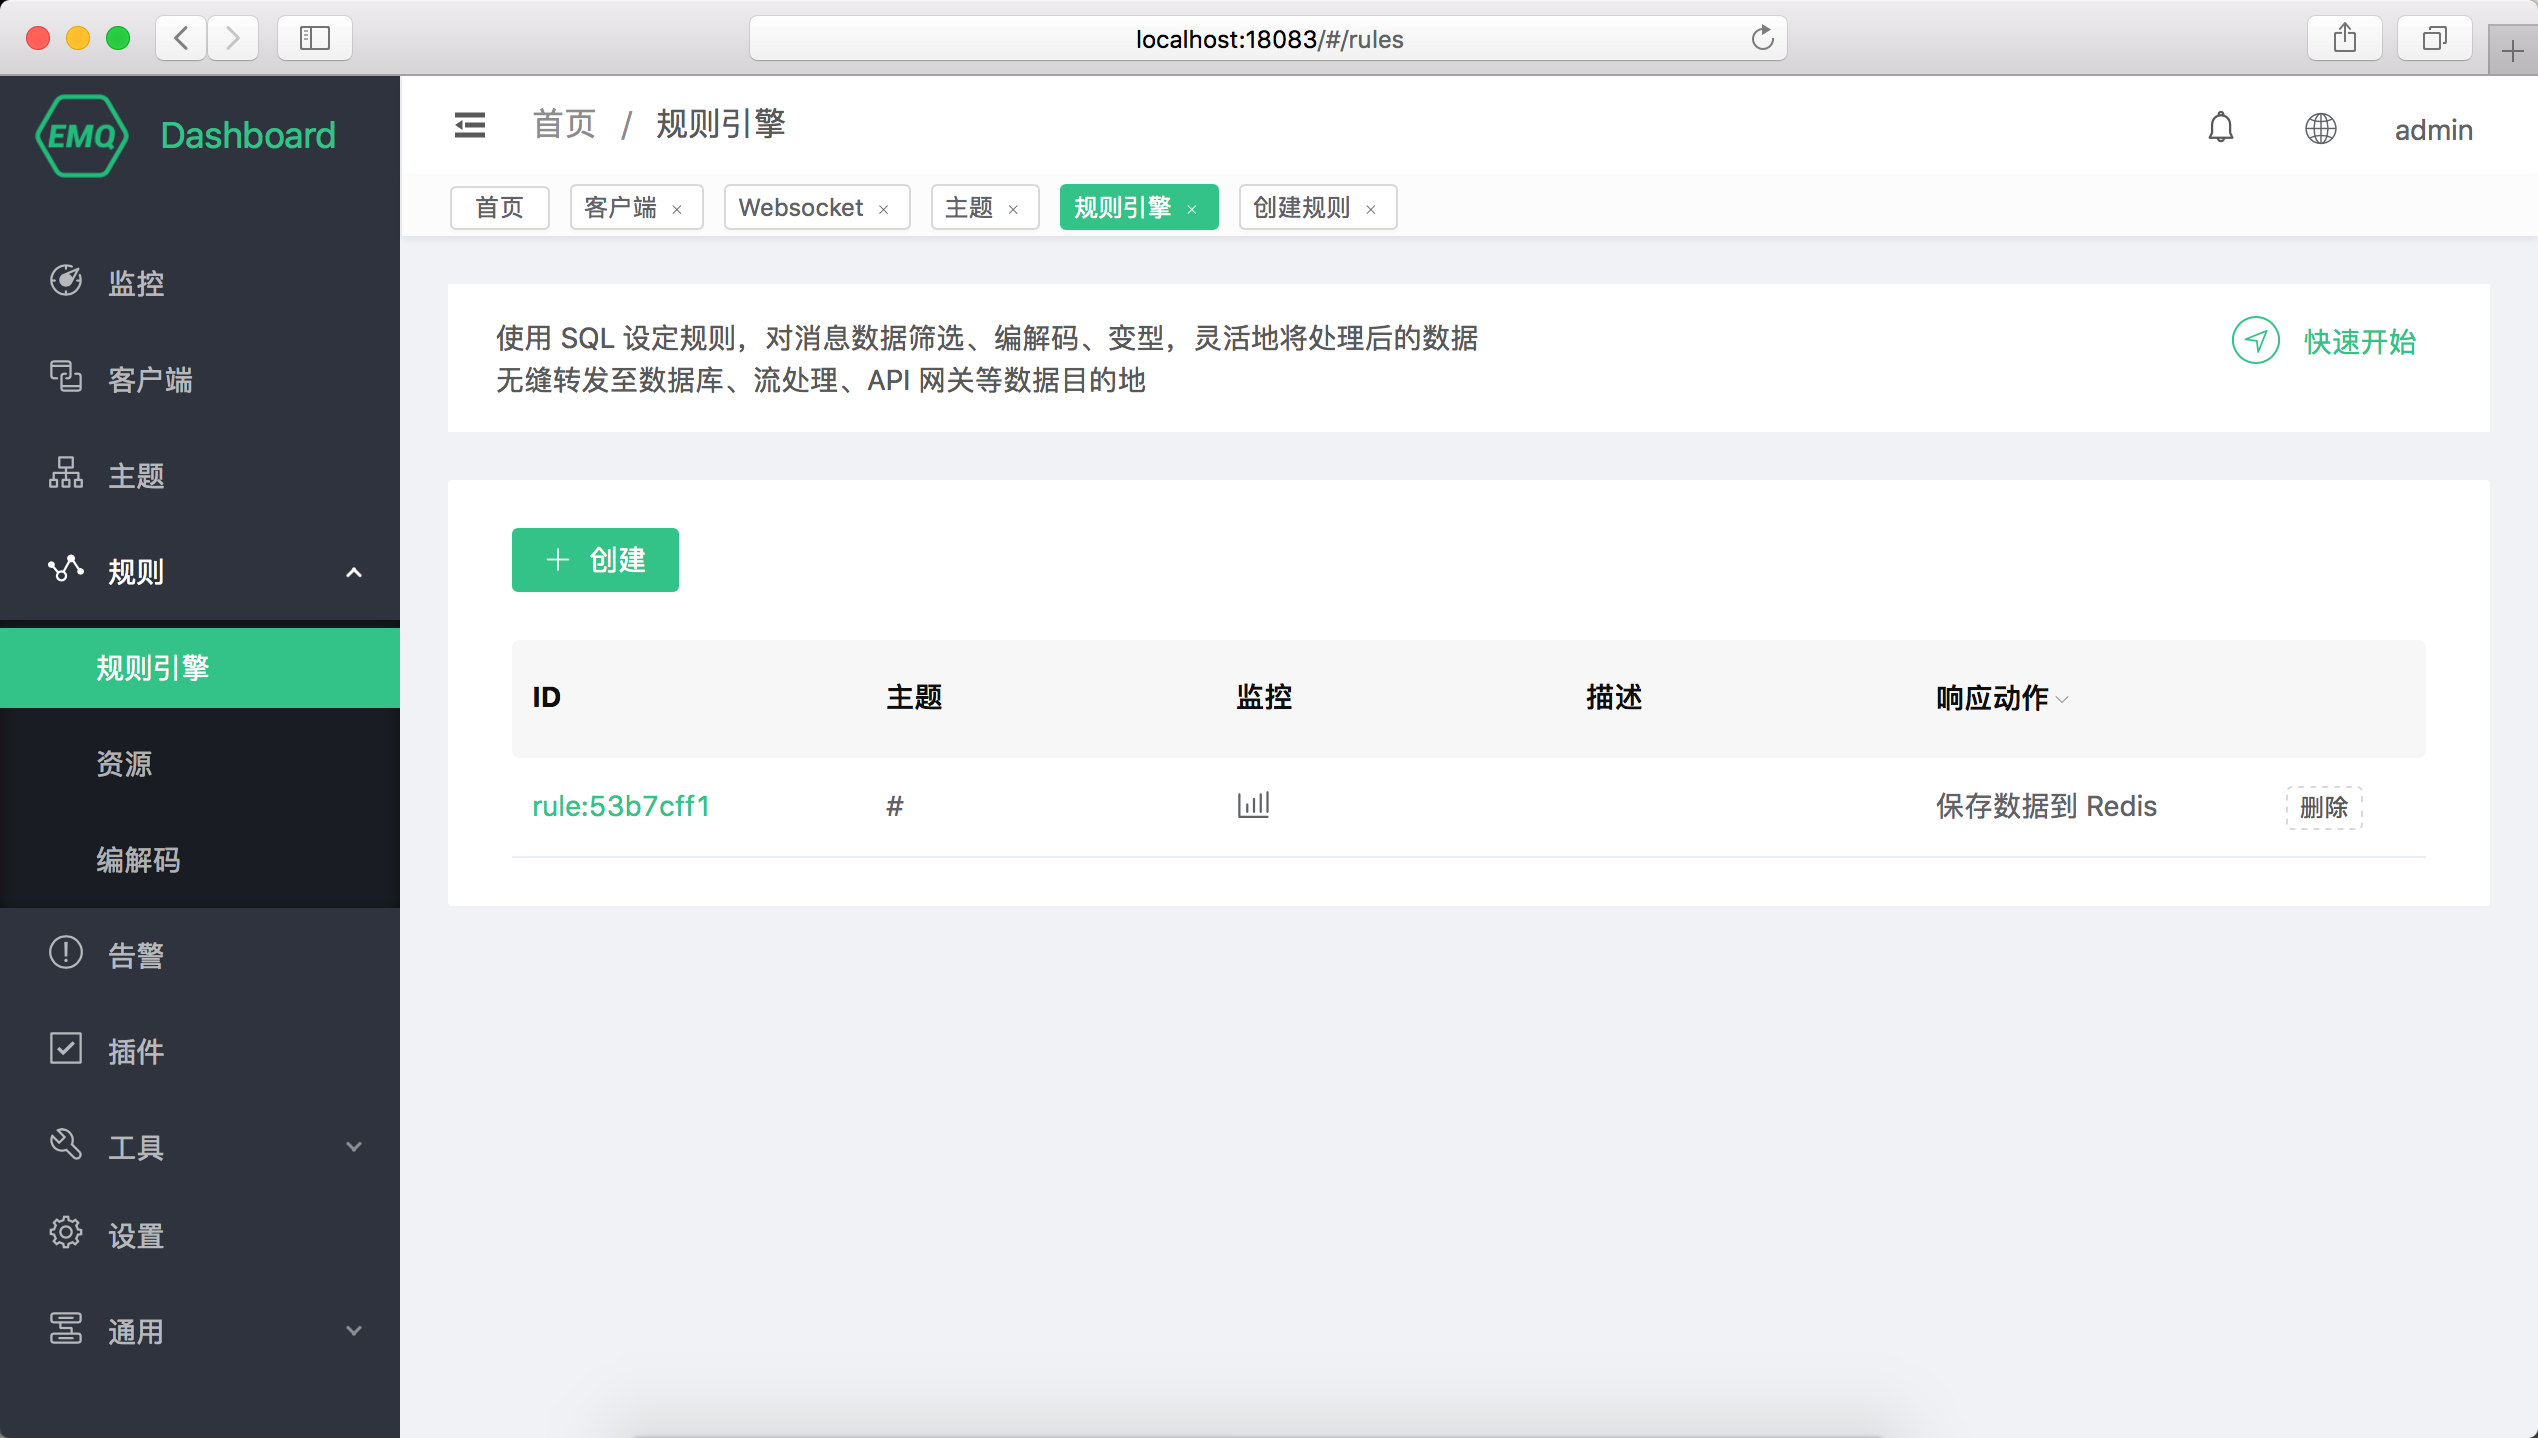 localhost:18083/#/rules
EMQ Dashboard
首页 / 规则引擎
admin
首页 客户端 Websocket 主题 规则引擎 创建规则
监控
客户端
主题
规则
规则引擎
资源
编解码
告警
插件
工具
设置
通用
使用 SQL 设定规则，对消息数据筛选、编解码、变型，灵活地将处理后的数据
无缝转发至数据库、流处理、API 网关等数据目的地
快速开始
创建
ID 主题 监控 描述 响应动作
rule:53b7cff1 # 保存数据到 Redis 删除